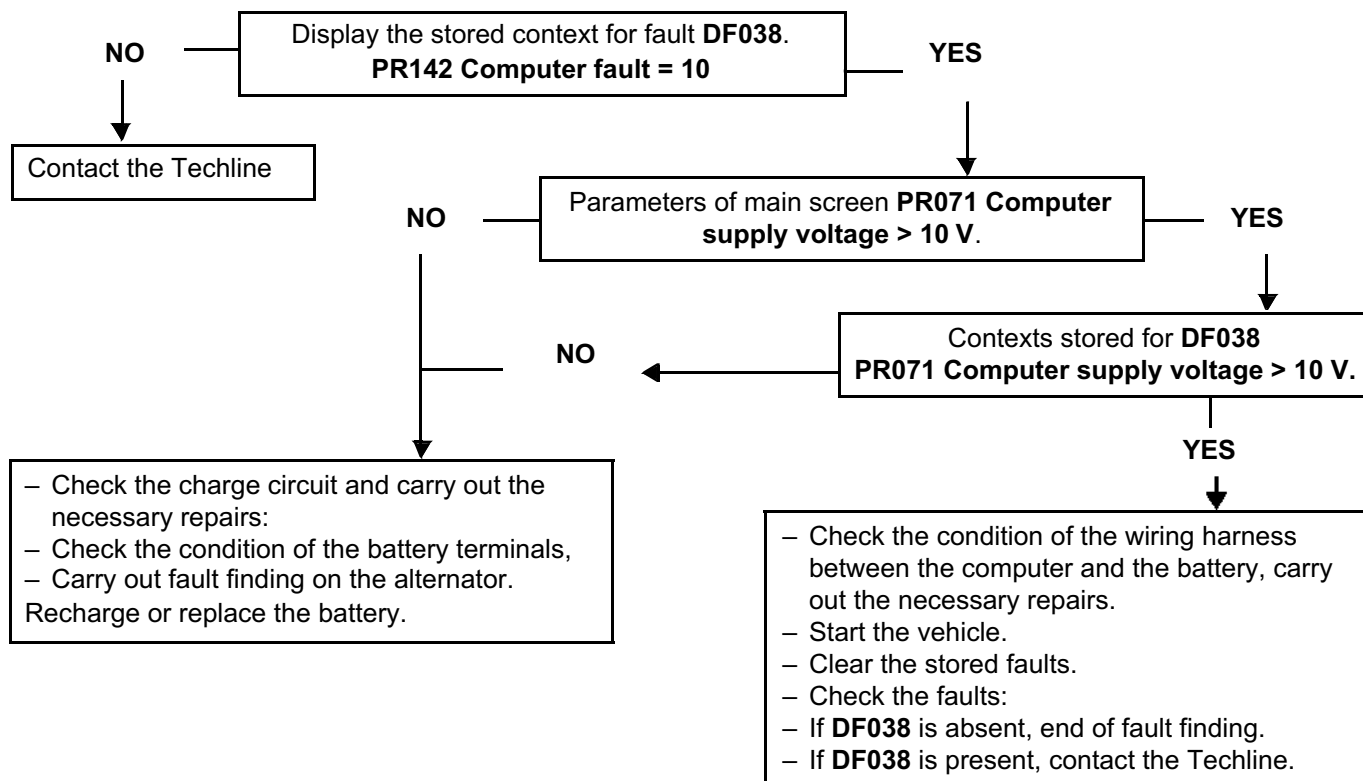 NO
Display the stored context for fault DF038.
PR142 Computer fault = 10
YES
Contact the Techline
NO
Parameters of main screen PR071 Computer
supply voltage > 10 V.
YES
NO
Contexts stored for DF038
PR071 Computer supply voltage > 10 V.
YES
– Check the charge circuit and carry out the
necessary repairs:
– Check the condition of the battery terminals,
– Carry out fault finding on the alternator.
Recharge or replace the battery.
– Check the condition of the wiring harness
between the computer and the battery, carry
out the necessary repairs.
– Start the vehicle.
– Clear the stored faults.
– Check the faults:
– If DF038 is absent, end of fault finding.
– If DF038 is present, contact the Techline.